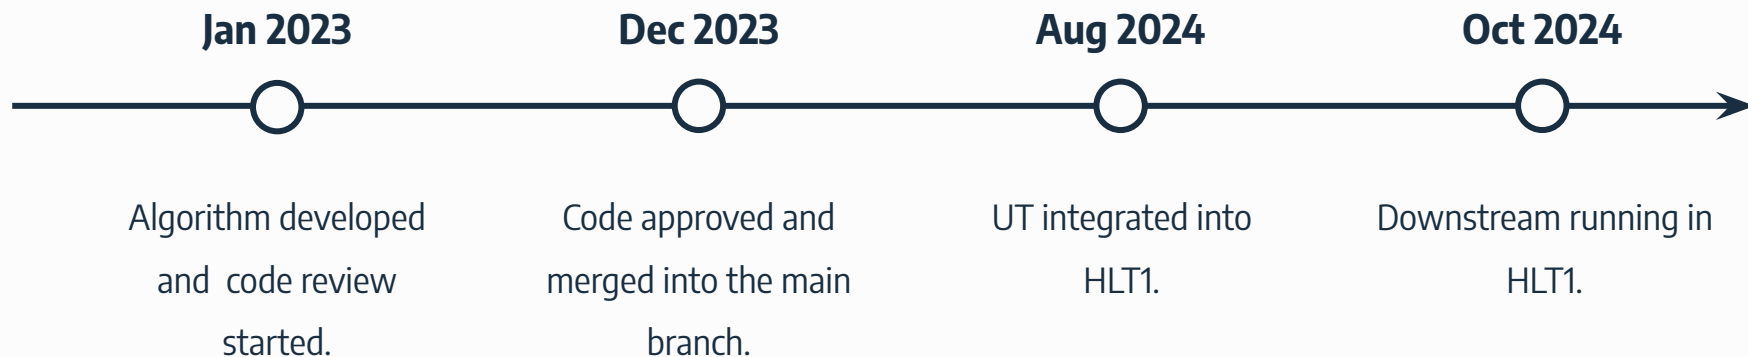 Jan 2023
Dec 2023
Aug 2024
Oct 2024
Algorithm developed
and code review
started.
Code approved and
merged into the main
branch.
UT integrated into
HLT1.
Downstream running in
HLT1.